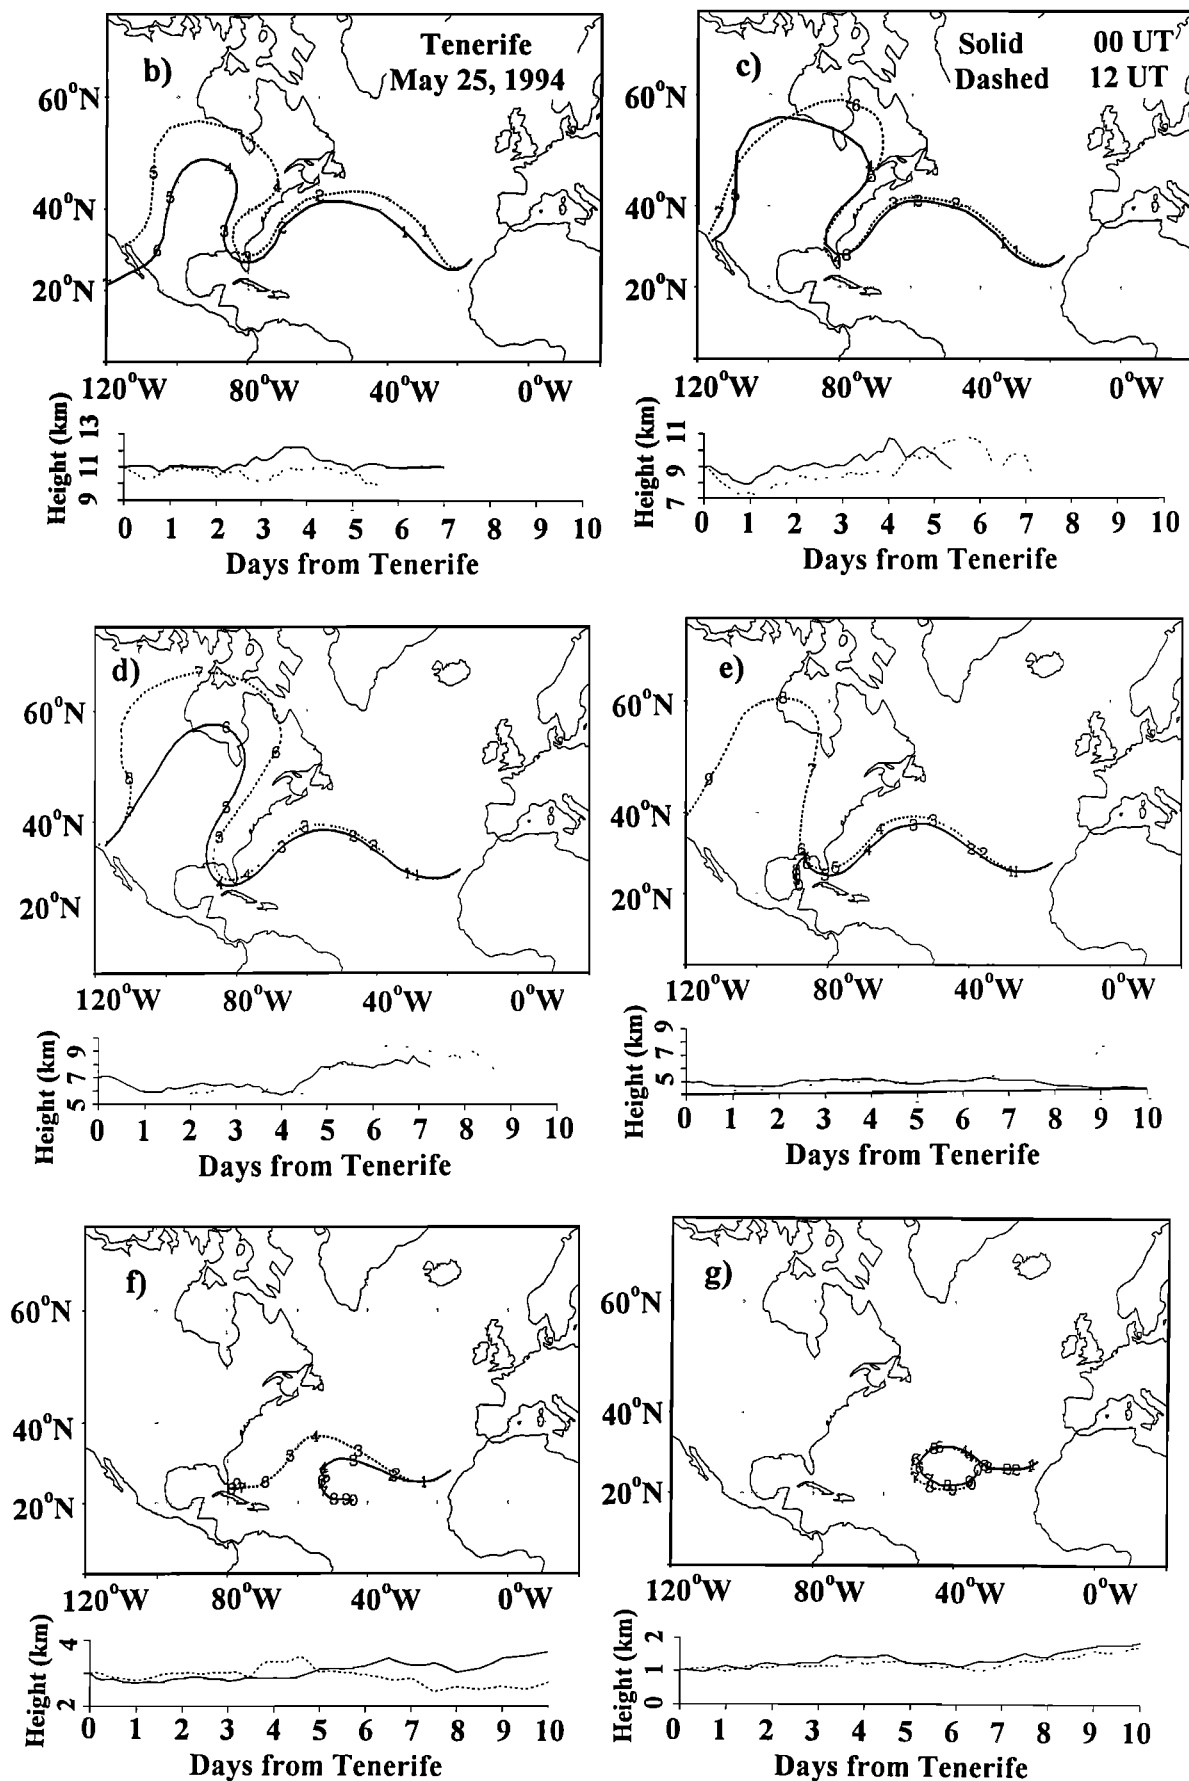 b)
Tenerife
May 25, 1994
60°N
40°N
20°N
120°W 80°W 40°W 0°W
Height (km)
13
11
9
0 1 2 3 4 5 6 7 8 9 10
Days from Tenerife
c)
Solid 00 UT
Dashed 12 UT
60°N
40°N
20°N
120°W 80°W 40°W 0°W
Height (km)
11
9
7
0 1 2 3 4 5 6 7 8 9 10
Days from Tenerife
d)
60°N
40°N
20°N
120°W 80°W 40°W 0°W
Height (km)
9
7
5
0 1 2 3 4 5 6 7 8 9 10
Days from Tenerife
e)
60°N
40°N
20°N
120°W 80°W 40°W 0°W
Height (km)
9
7
5
0 1 2 3 4 5 6 7 8 9 10
Days from Tenerife
f)
60°N
40°N
20°N
120°W 80°W 40°W 0°W
Height (km)
4
2
0 1 2 3 4 5 6 7 8 9 10
Days from Tenerife
g)
60°N
40°N
20°N
120°W 80°W 40°W 0°W
Height (km)
2
1
0
0 1 2 3 4 5 6 7 8 9 10
Days from Tenerife